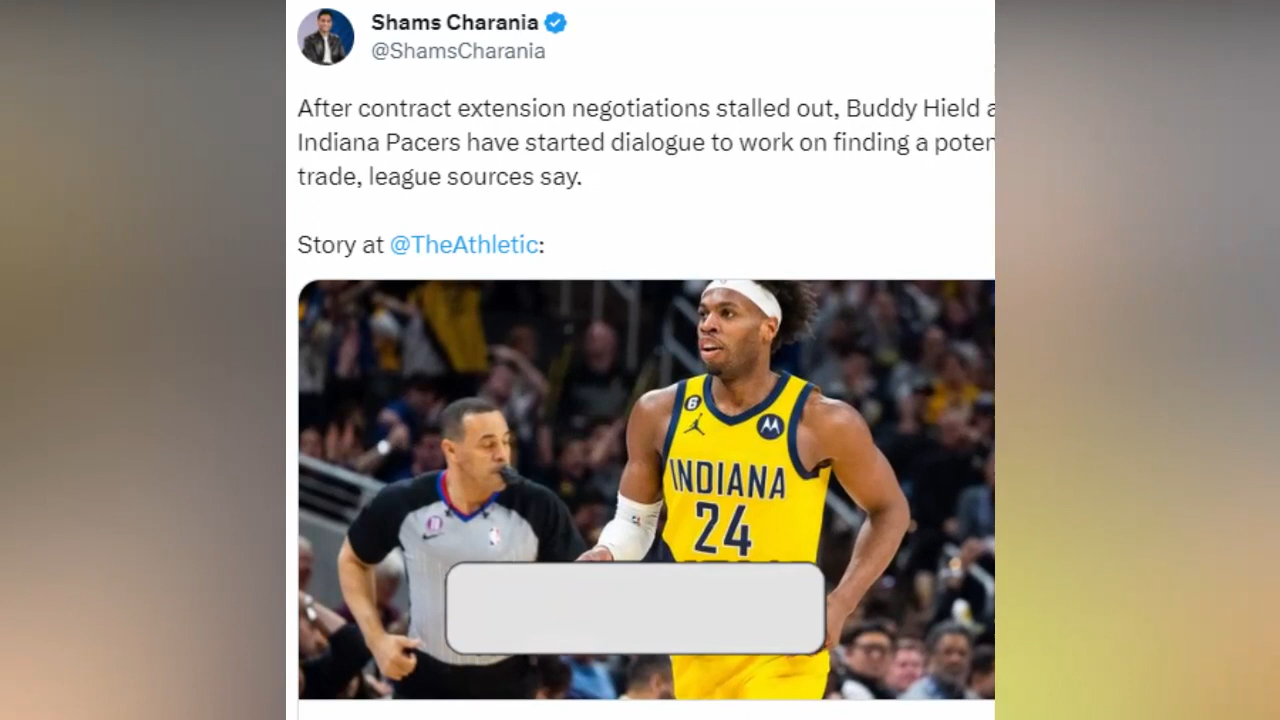 Shams Charania
@ShamsCharania
After contract extension negotiations stalled out, Buddy Hield a
Indiana Pacers have started dialogue to work on finding a poten
trade, league sources say.
Story at @TheAthletic:
6
INDIANA
24